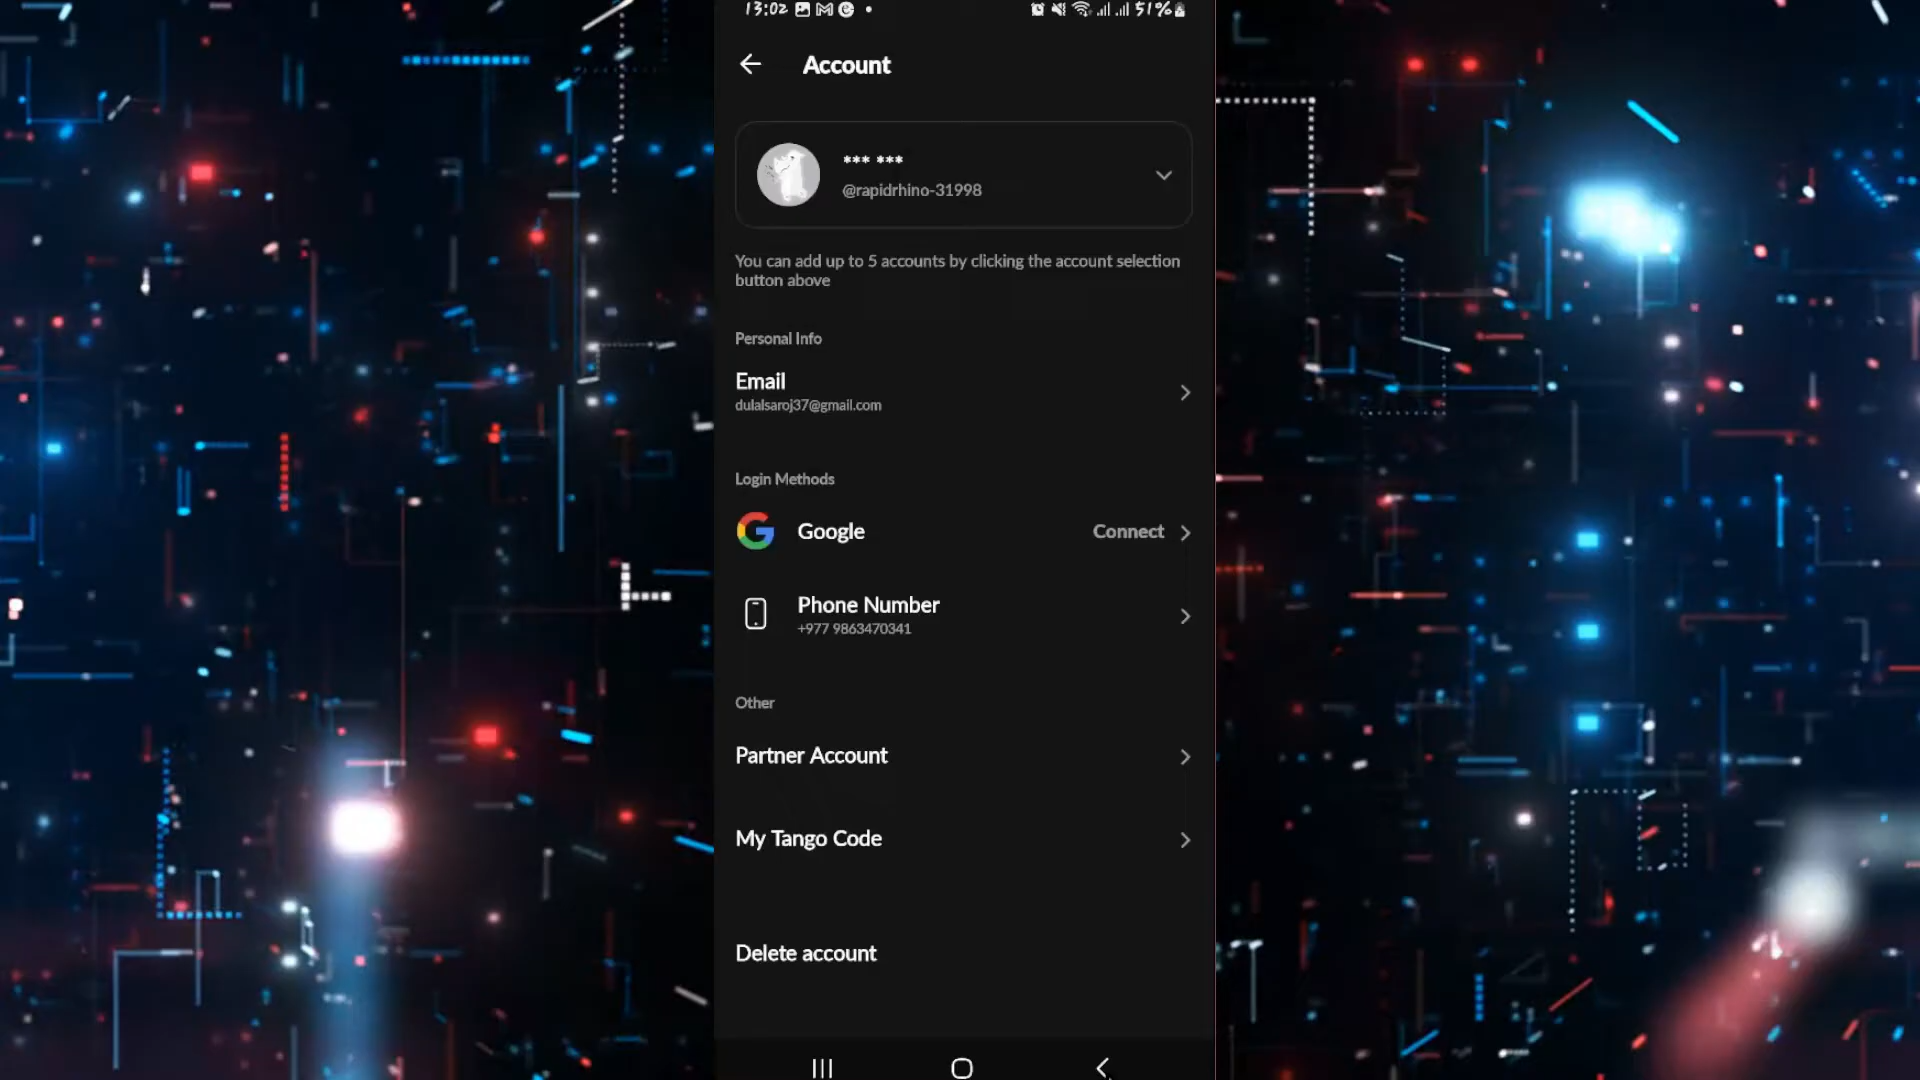 13:02
51%
Account
*** ***
@rapidrhino-31998
You can add up to 5 accounts by clicking the account selection
button above
Personal Info
Email
dulalsaroj37@gmail.com
Login Methods
Google
Connect
Phone Number
+977 9863470341
Other
Partner Account
My Tango Code
Delete account